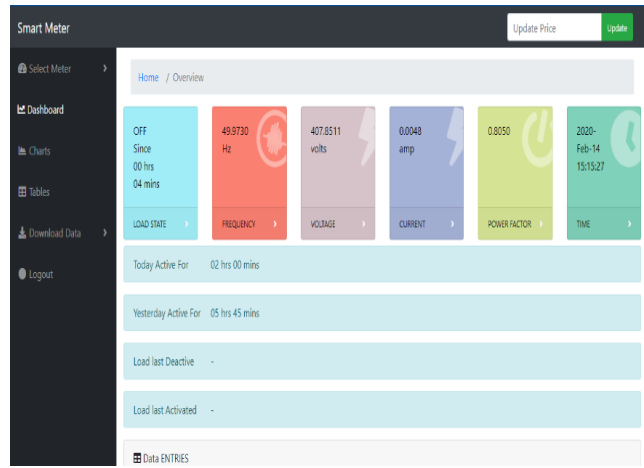 Smart Meter
Update Price
Update
Select Meter
Dashboard
Charts
Tables
Download Data
Logout
Home / Overview
OFF
Since
00 hrs
04 mins
LOAD STATE
49.9730
Hz
FREQUENCY
407.8511
volts
VOLTAGE
0.0048
amp
CURRENT
0.8050
POWER FACTOR
2020-
Feb-14
15:15:27
TIME
Today Active For 02 hrs 00 mins
Yesterday Active For 05 hrs 45 mins
Load last Deactive -
Load last Activated -
Data ENTRIES